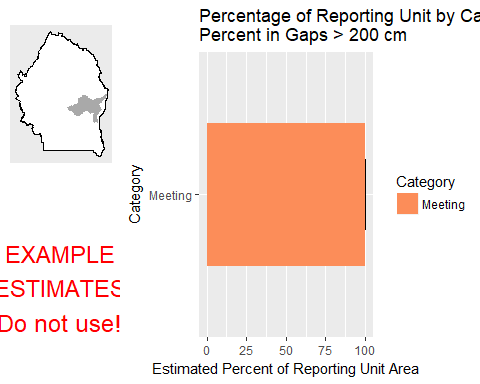 Percentage of Reporting Unit by Ca
Percent in Gaps > 200 cm
Category
Meeting
Category
Meeting
EXAMPLE
ESTIMATES
Do not use!
0 25 50 75 100
Estimated Percent of Reporting Unit Area